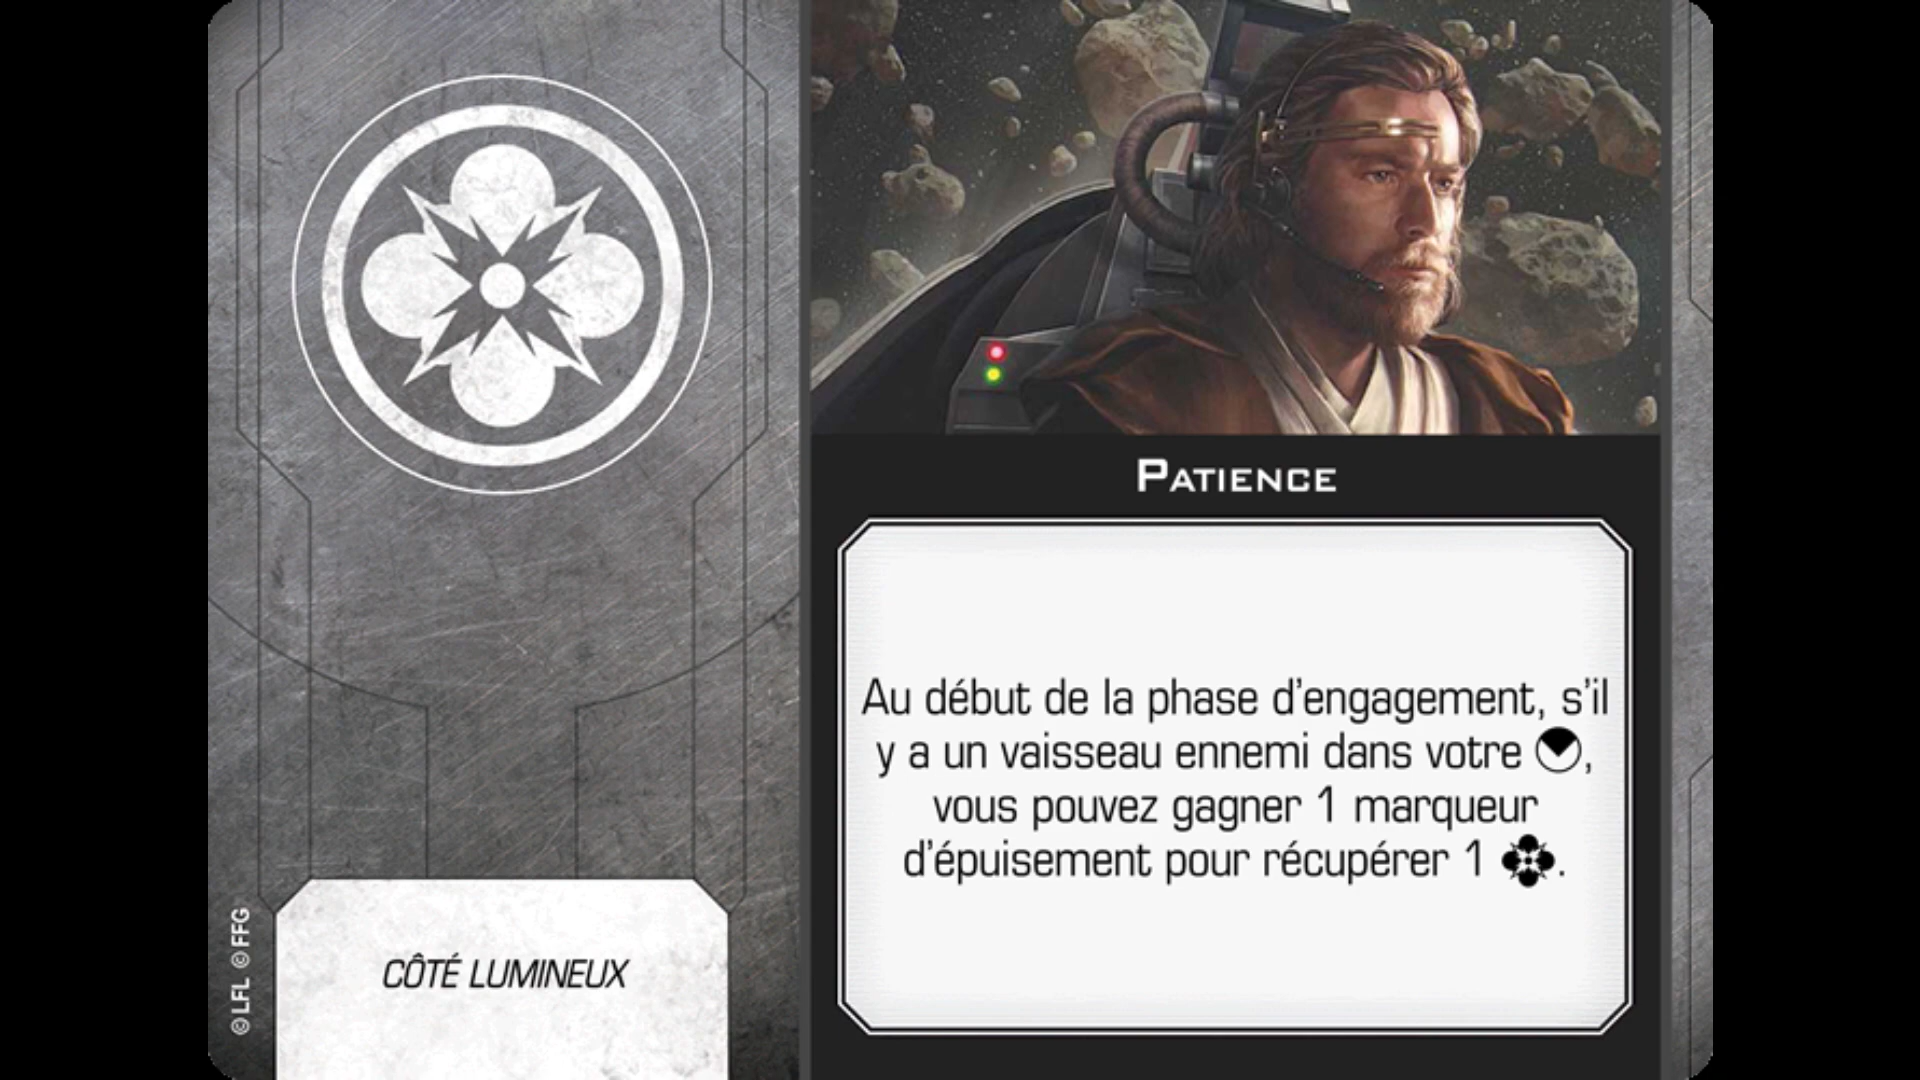 PATIENCE
Au début de la phase d'engagement, s'il
y a un vaisseau ennemi dans votre ,
vous pouvez gagner 1 marqueur
d'épuisement pour récupérer 1 .
CÔTÉ LUMINEUX
©LFL ©FFG